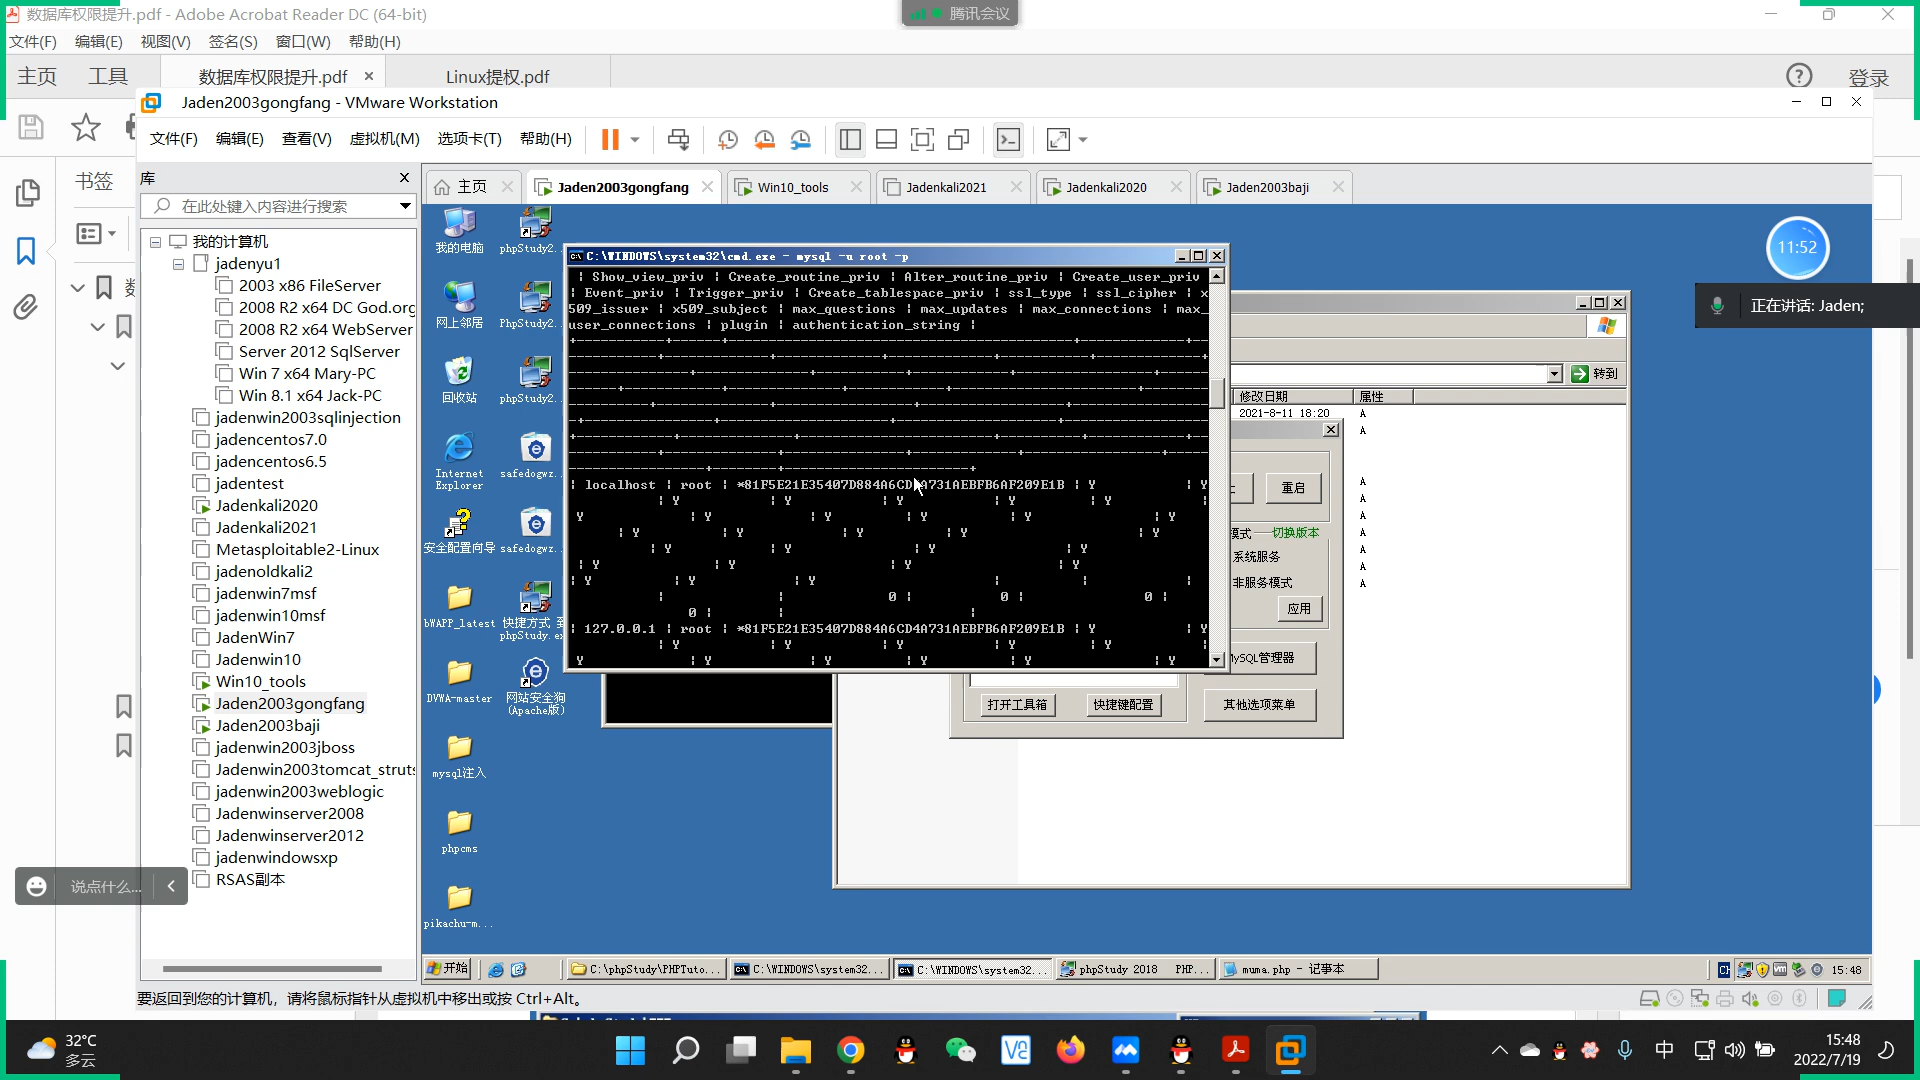 数据库权限提升.pdf - Adobe Acrobat Reader DC (64-bit)
腾讯会议
文件(F) 编辑(E) 视图(V) 签名(S) 窗口(W) 帮助(H)
主页 工具 数据库权限提升.pdf Linux提权.pdf 登录
Jaden2003gongfang - VMware Workstation
文件(F) 编辑(E) 查看(V) 虚拟机(M) 选项卡(T) 帮助(H)
书签
库
在此处键入内容进行搜索
我的计算机
jadenyu1
2003 x86 FileServer
2008 R2 x64 DC God.org
2008 R2 x64 WebServer
Server 2012 SqlServer
Win 7 x64 Mary-PC
Win 8.1 x64 Jack-PC
jadenwin2003sqlinjection
jadencentos7.0
jadencentos6.5
jadentest
Jadenkali2020
Jadenkali2021
Metasploitable2-Linux
jadenoldkali2
jadenwin7msf
jadenwin10msf
JadenWin7
Jadenwin10
Win10_tools
Jaden2003gongfang
Jaden2003baji
jadenwin2003jboss
Jadenwin2003tomcat_struts
jadenwin2003weblogic
Jadenwinserver2008
Jadenwinserver2012
jadenwindowsxp
RSAS副本
说点什么...
主页 Jaden2003gongfang Win10_tools Jadenkali2021 Jadenkali2020 Jaden2003baji
我的电脑 phpStudy2...
网上邻居 PhpStudy2...
回收站 phpStudy2...
Internet Explorer safedogwz...
安全配置向导 safedogwz...
bWAPP_latest 快捷方式 到 phpStudy.exe
DVWA-master 网站安全狗(Apache版)
mysql注入
phpcms
pikachu-m...
C:\WINDOWS\system32\cmd.exe - mysql -u root -p
| Show_view_priv | Create_routine_priv | Alter_routine_priv | Create_user_priv
| Event_priv | Trigger_priv | Create_tablespace_priv | ssl_type | ssl_cipher | x
509_issuer | x509_subject | max_questions | max_updates | max_connections | max_
user_connections | plugin | authentication_string |
| localhost | root | *81F5E21E35407D884A6CD4A731AEBFB6AF209E1B | Y | Y
| Y | Y | Y | Y |
Y | Y | Y | Y | Y | Y
| Y | Y | Y | Y | Y
| Y | Y | Y | Y
| Y | Y | Y | Y
| Y | Y | Y | | |
| 0 | 0 | 0 |
0 | | |
| 127.0.0.1 | root | *81F5E21E35407D884A6CD4A731AEBFB6AF209E1B | Y | Y
| Y | Y | Y | Y |
Y | Y | Y | Y | Y | Y
11:52
正在讲话: Jaden;
转到
修改日期 属性
2021-8-11 18:20 A
A
A
A
A
A
A
A
A
重启
模式 切换版本
系统服务
非服务模式
应用
MySQL管理器
打开工具箱 快捷键配置 其他选项菜单
开始 C:\phpStudy\PHPTuto... C:\WINDOWS\system32... C:\WINDOWS\system32... phpStudy 2018 PHP... muma.php - 记事本 CH 15:48
要返回到您的计算机，请将鼠标指针从虚拟机中移出或按 Ctrl+Alt。
32°C
多云
中
15:48
2022/7/19